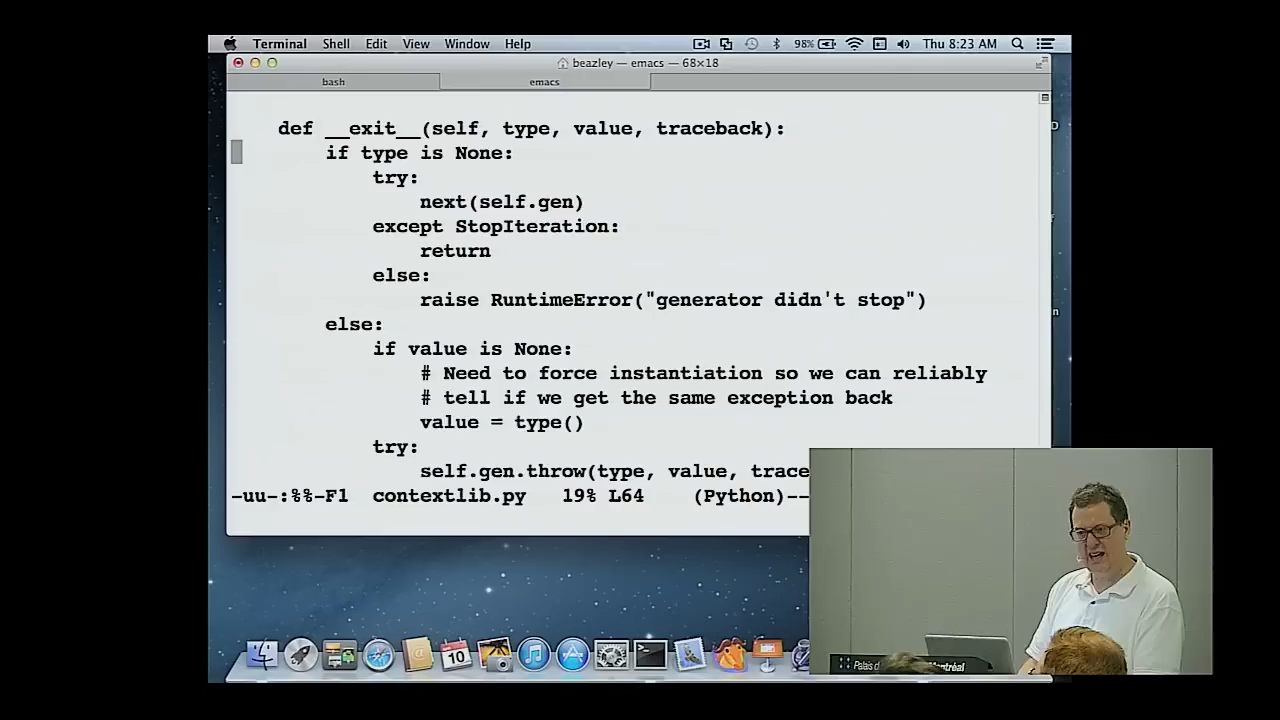 Terminal Shell Edit View Window Help 98% Thu 8:23 AM
beazley — emacs — 68×18
bash emacs
def __exit__(self, type, value, traceback):
if type is None:
try:
next(self.gen)
except StopIteration:
return
else:
raise RuntimeError("generator didn't stop")
else:
if value is None:
# Need to force instantiation so we can reliably
# tell if we get the same exception back
value = type()
try:
self.gen.throw(type, value, trace
-uu-:%%-F1 contextlib.py 19% L64 (Python)--
10
Palais d
Montréal